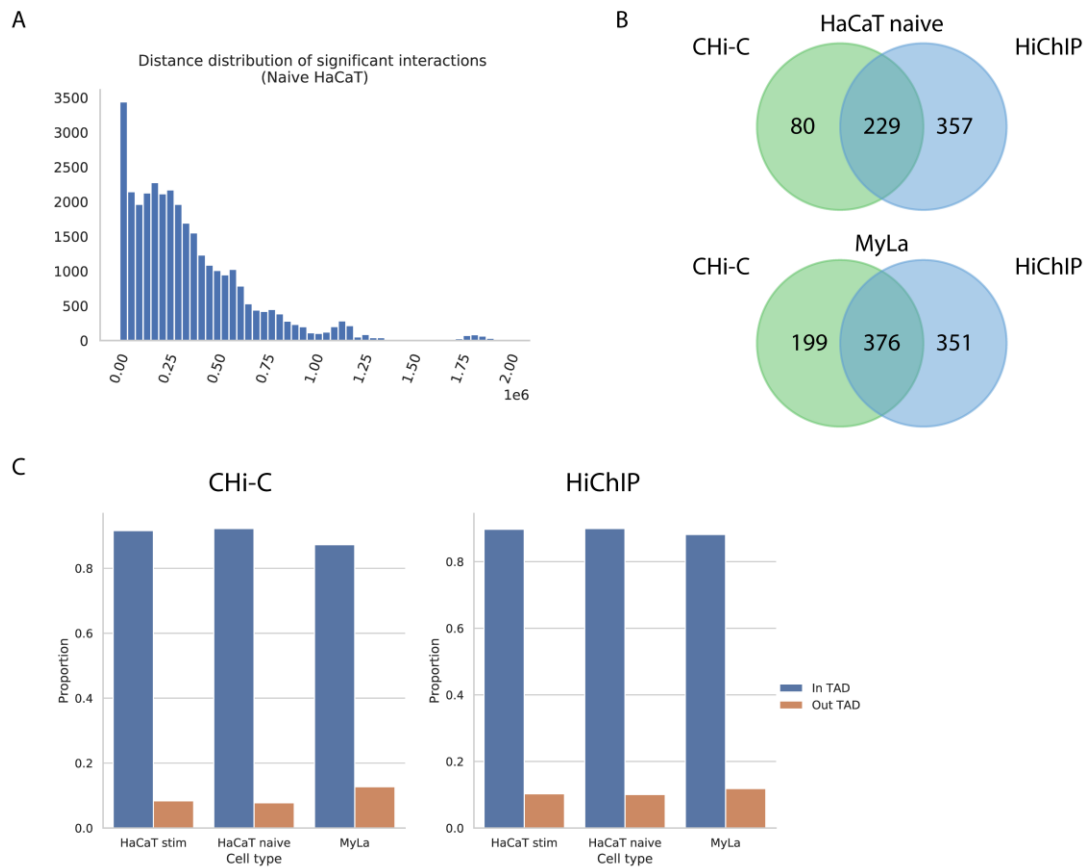 A
Distance distribution of significant interactions
(Naive HaCaT)
3500
3000
2500
2000
1500
1000
500
0
0.00
0.25
0.50
0.75
1.00
1.25
1.50
1.75
2.00
1e6
B
HaCaT naive
CHi-C
HiChIP
80
229
357
MyLa
CHi-C
HiChIP
199
376
351
C
CHi-C
Proportion
0.8
0.6
0.4
0.2
0.0
HaCaT stim
HaCaT naive
MyLa
Cell type
HiChIP
Proportion
0.8
0.6
0.4
0.2
0.0
HaCaT stim
HaCaT naive
MyLa
Cell type
In TAD
Out TAD